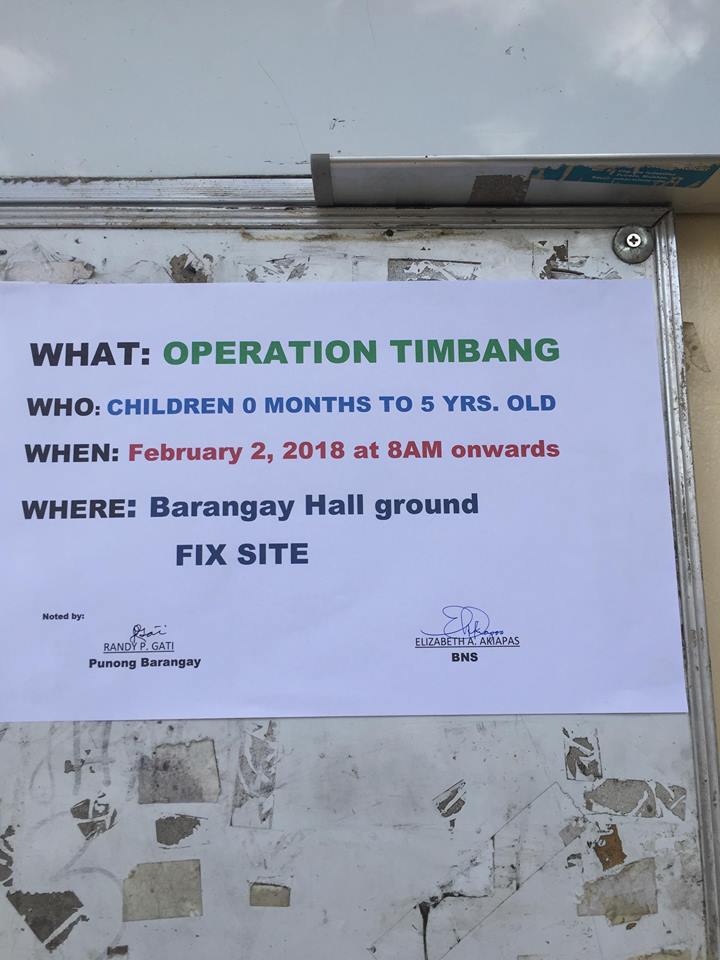 WHAT: OPERATION TIMBANG
WHO: CHILDREN 0 MONTHS TO 5 YRS. OLD
WHEN: February 2, 2018 at 8AM onwards
WHERE: Barangay Hall ground
FIX SITE
Noted by:
RANDY P. GATI
Punong Barangay
ELIZABETH A. AKIAPAS
BNS